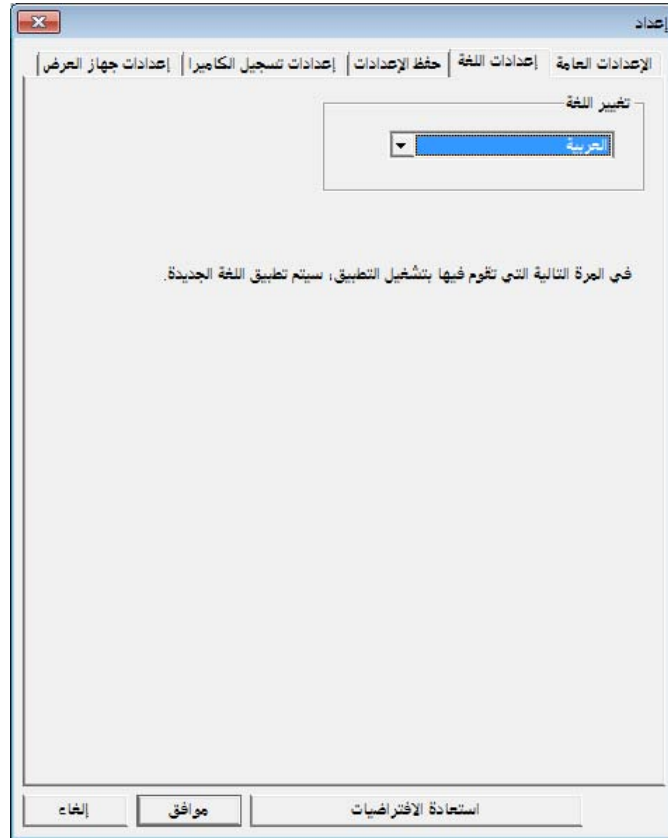 إعداد
الإعدادات العامة
إعدادات اللغة
حفظ الإعدادات
إعدادات تسجيل الكاميرا
إعدادات جهاز العرض
تغيير اللغة
العربية
في المرة التالية التي تقوم فيها بتشغيل التطبيق، سيتم تطبيق اللغة الجديدة.
استعادة الافتراضيات
موافق
إلغاء